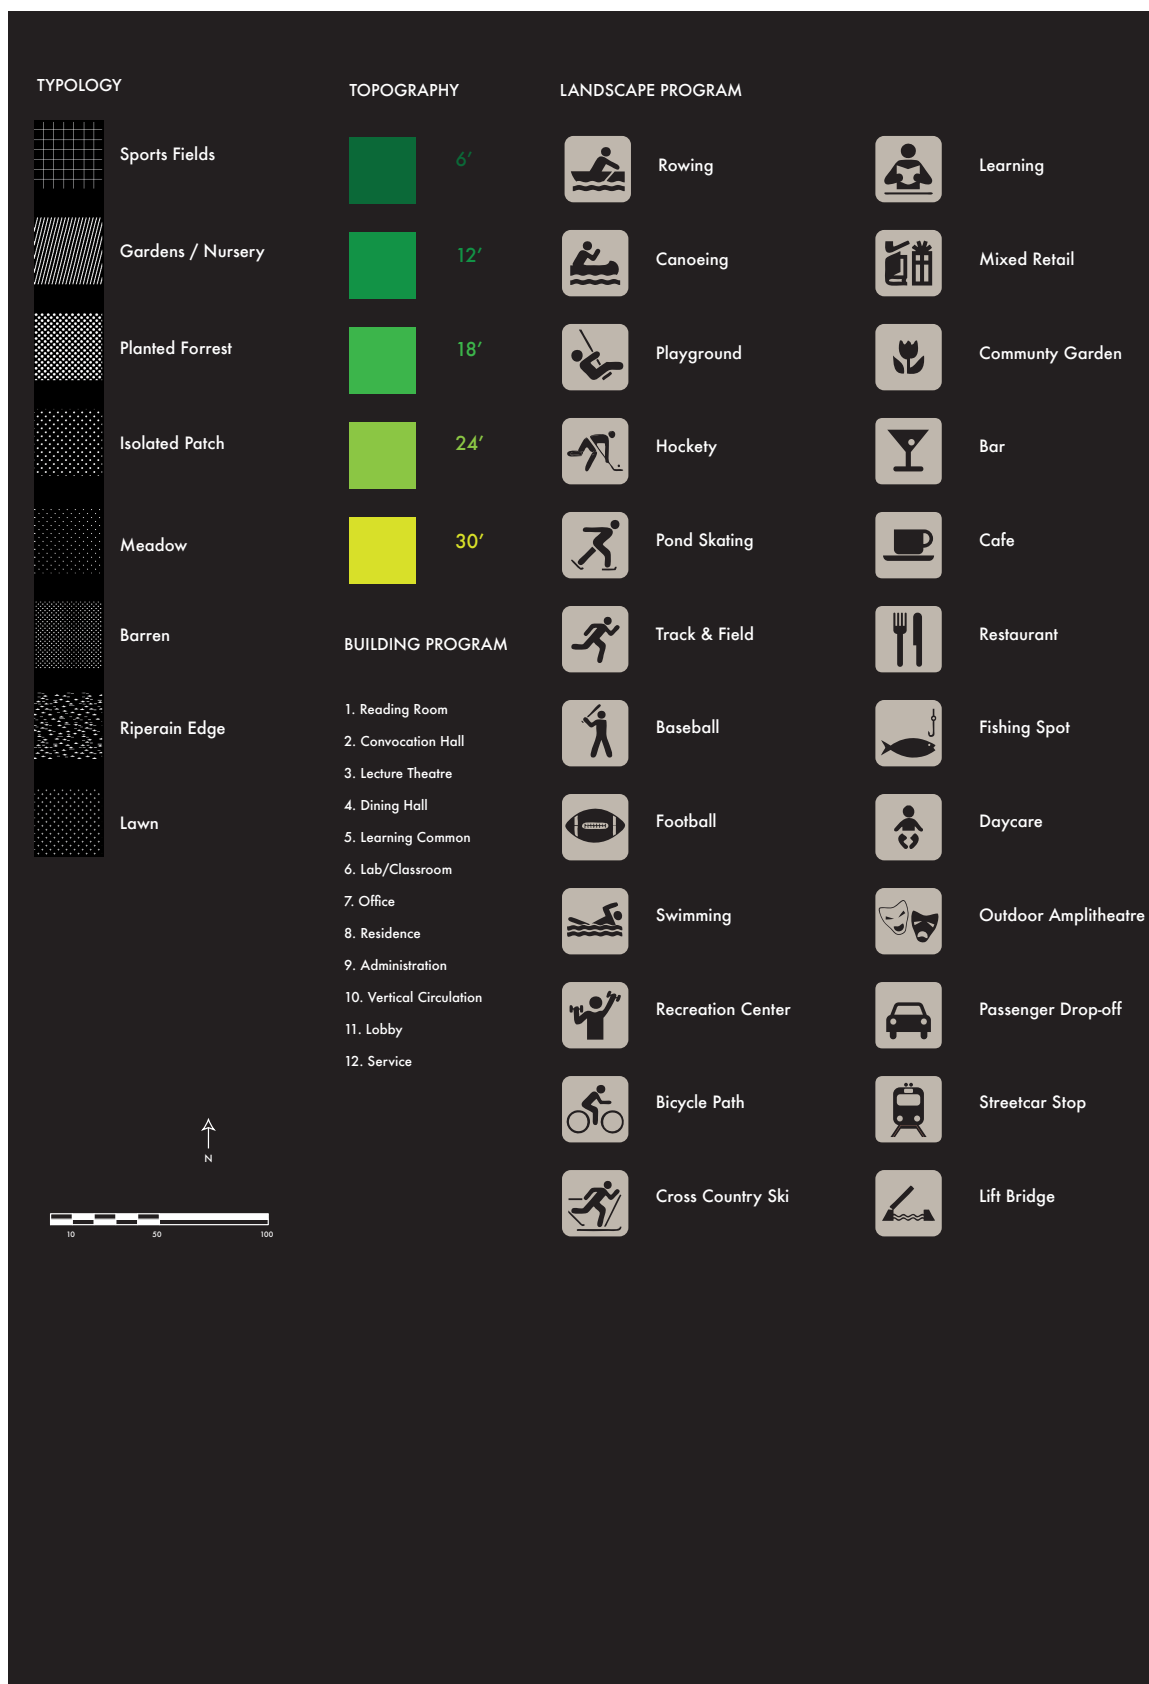 TYPOLOGY
Sports Fields
Gardens / Nursery
Planted Forrest
Isolated Patch
Meadow
Barren
Riperain Edge
Lawn
N
10 50 100
TOPOGRAPHY
6'
12'
18'
24'
30'
BUILDING PROGRAM
1. Reading Room
2. Convocation Hall
3. Lecture Theatre
4. Dining Hall
5. Learning Common
6. Lab/Classroom
7. Office
8. Residence
9. Administration
10. Vertical Circulation
11. Lobby
12. Service
LANDSCAPE PROGRAM
Rowing
Canoeing
Playground
Hockety
Pond Skating
Track & Field
Baseball
Football
Swimming
Recreation Center
Bicycle Path
Cross Country Ski
Learning
Mixed Retail
Communty Garden
Bar
Cafe
Restaurant
Fishing Spot
Daycare
Outdoor Amplitheatre
Passenger Drop-off
Streetcar Stop
Lift Bridge